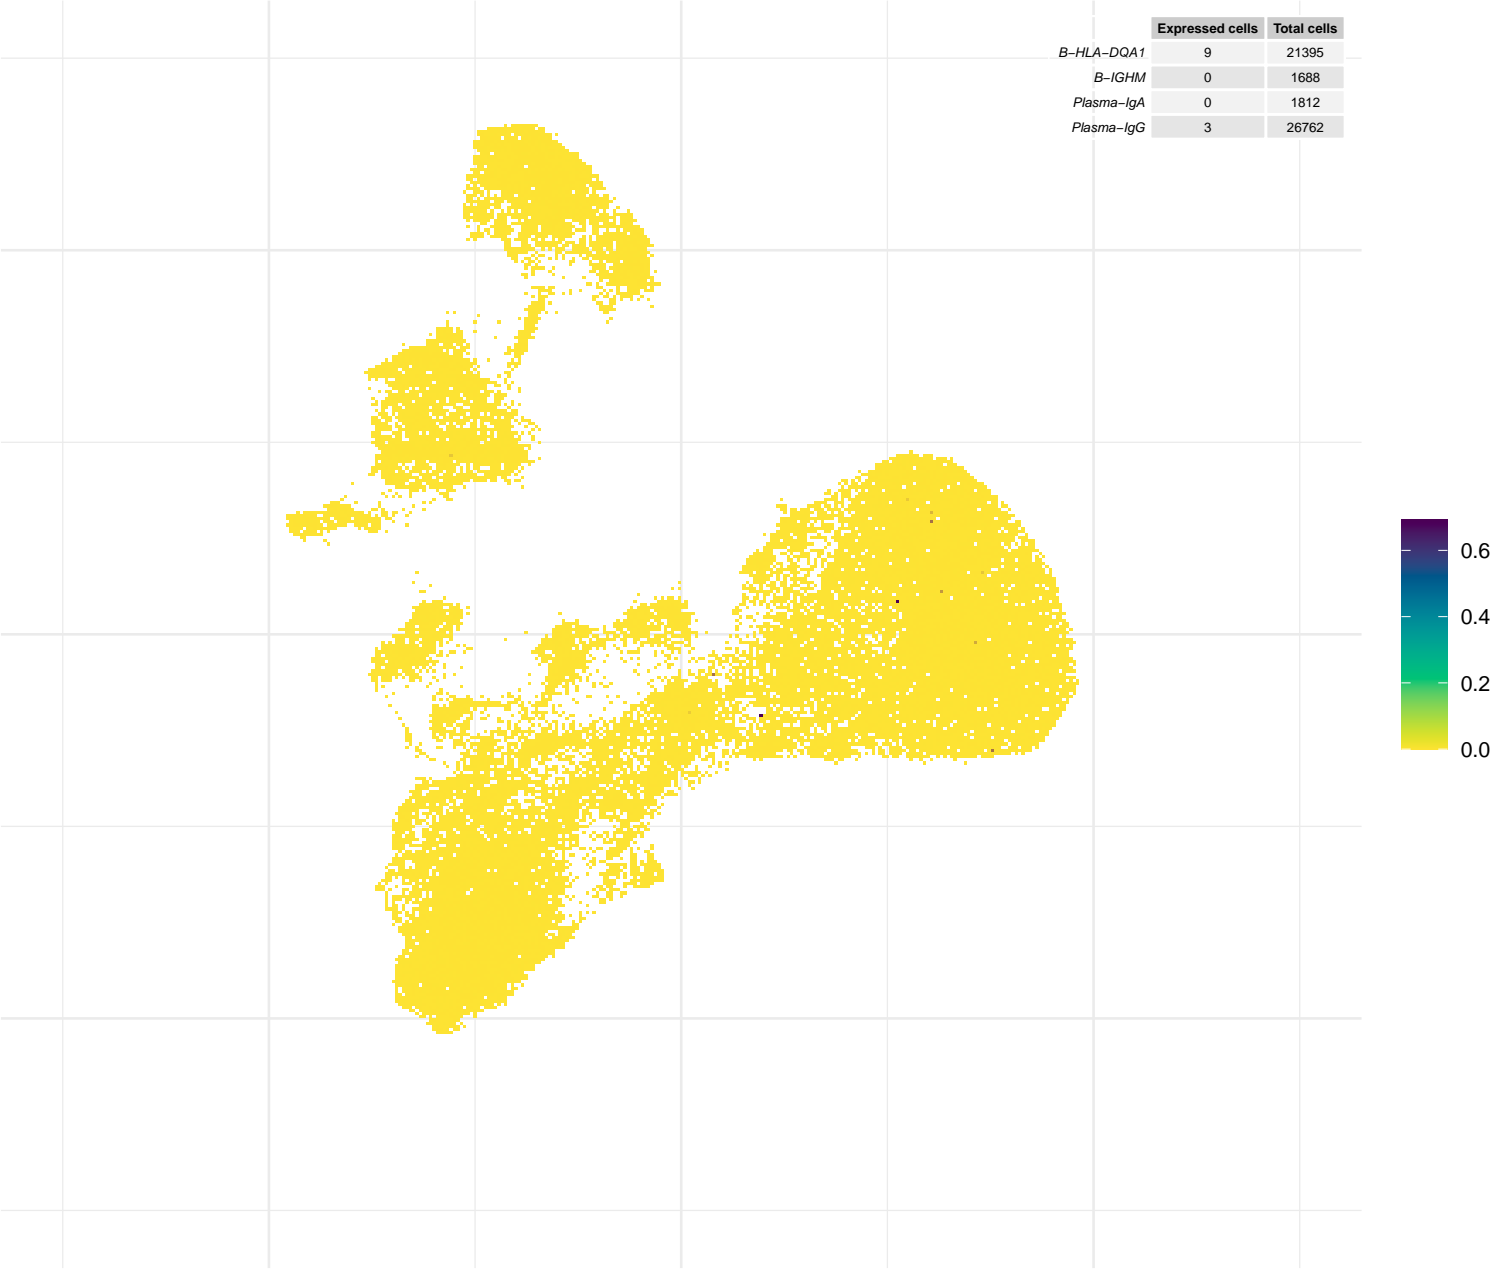 Expressed cells Total cells
B−HLA−DQA1 9 21395
B−IGHM 0 1688
Plasma−IgA 0 1812
Plasma−IgG 3 26762
0.6
0.4
0.2
0.0